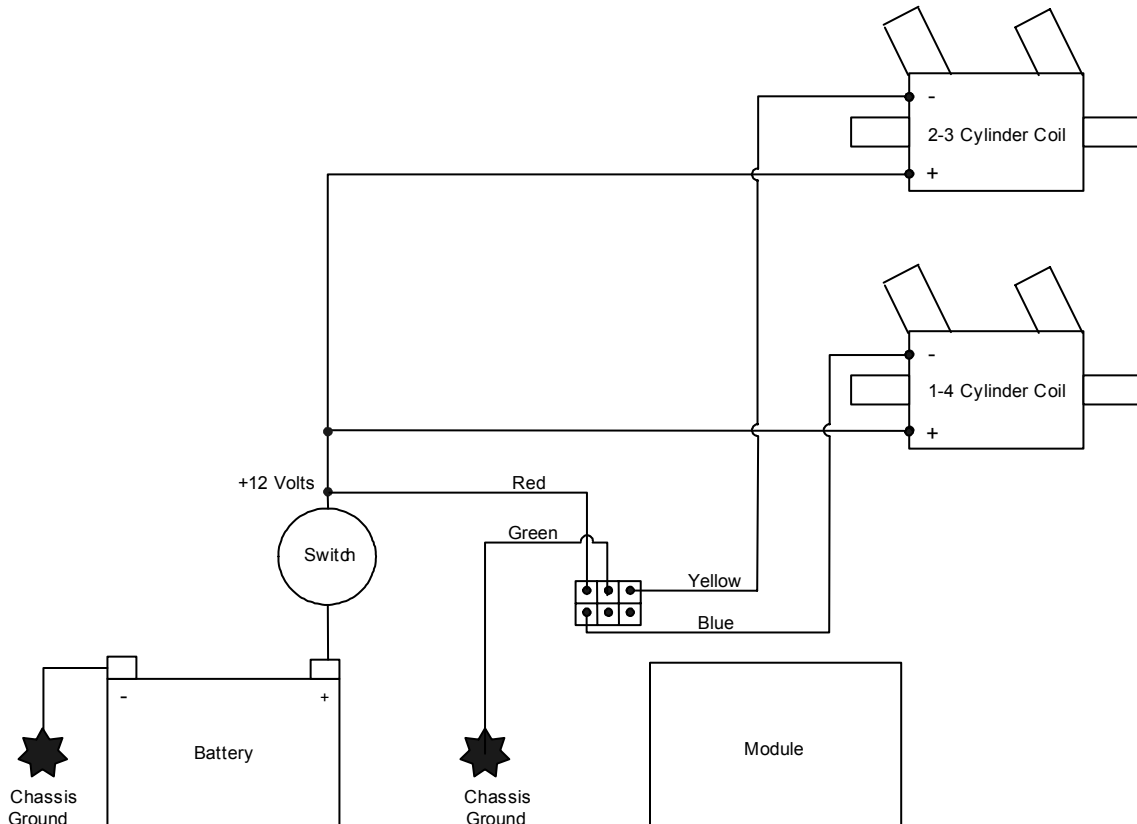 -
2-3 Cylinder Coil
+
-
1-4 Cylinder Coil
+
+12 Volts
Red
Green
Switch
Yellow
Blue
-
+
Battery
Module
Chassis
Ground
Chassis
Ground